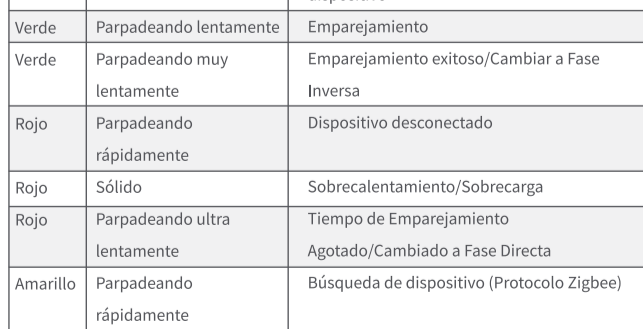 Verde Parpadeando lentamente Emparejamiento
Verde Parpadeando muy Emparejamiento exitoso/Cambiar a Fase
lentamente Inversa
Rojo Parpadeando Dispositivo desconectado
rápidamente
Rojo Sólido Sobrecalentamiento/Sobrecarga
Rojo Parpadeando ultra Tiempo de Emparejamiento
lentamente Agotado/Cambiado a Fase Directa
Amarillo Parpadeando Búsqueda de dispositivo (Protocolo Zigbee)
rápidamente